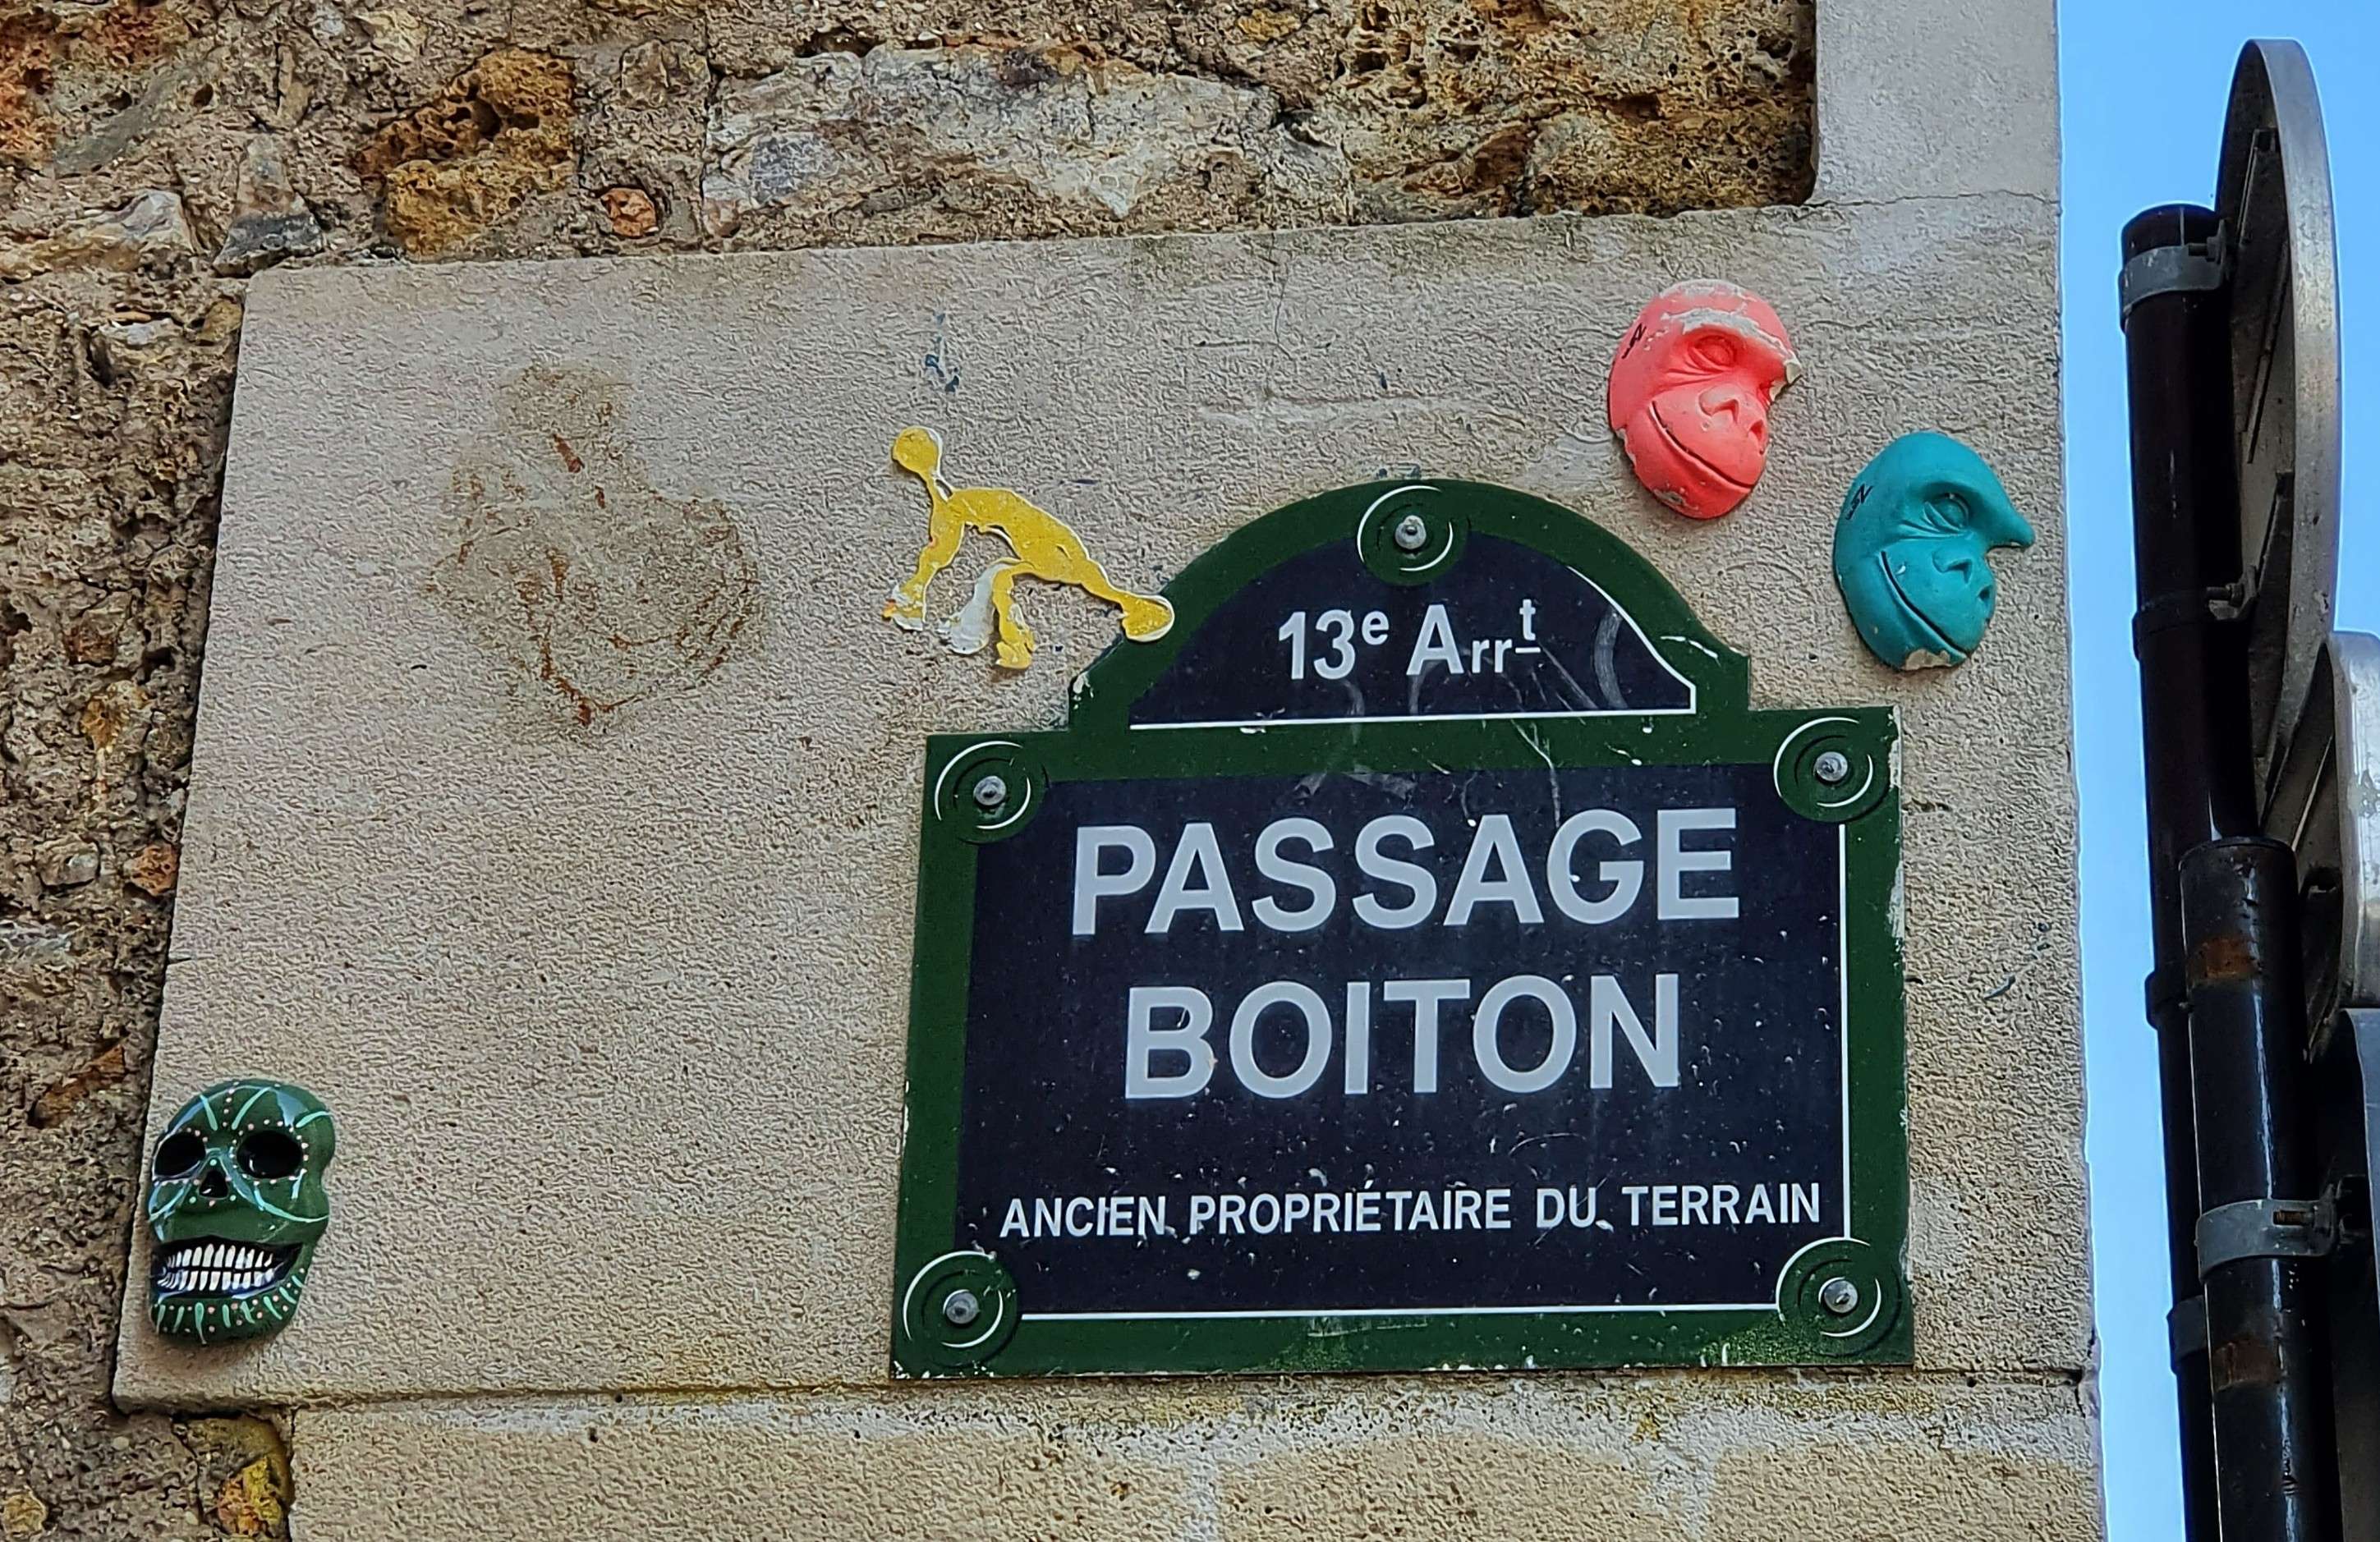 13e Arrt
PASSAGE
BOITON
ANCIEN PROPRIÉTAIRE DU TERRAIN